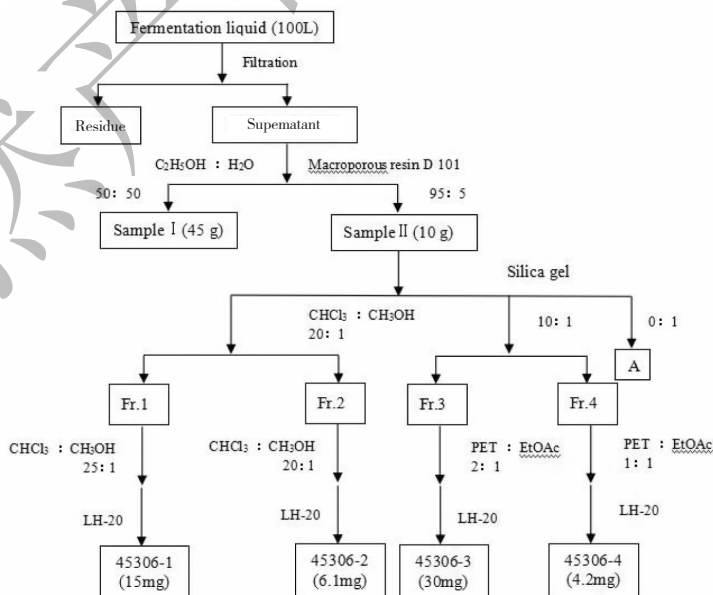 Fermentation liquid (100L)
Filtration
Residue
Supematant
C2H5OH : H2O
Macroporous resin D 101
50: 50
95: 5
Sample I (45 g)
Sample II (10 g)
Silica gel
CHCl3 : CH3OH
20: 1
10: 1
0: 1
A
Fr.1
Fr.2
Fr.3
Fr.4
CHCl3 : CH3OH
25:1
CHCl3 : CH3OH
20:1
PET : EtOAc
2: 1
PET : EtOAc
1: 1
LH-20
LH-20
LH-20
LH-20
45306-1
(15mg)
45306-2
(6.1mg)
45306-3
(30mg)
45306-4
(4.2mg)